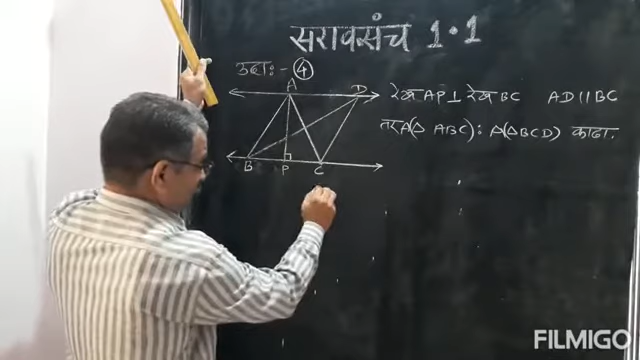 सरावसंच 1.1
उदा:- ④
A D
रेख AP ⊥ रेख BC AD || BC
तर A(△ ABC) : A(△BCD) काढा.
B P C
FILMIGO